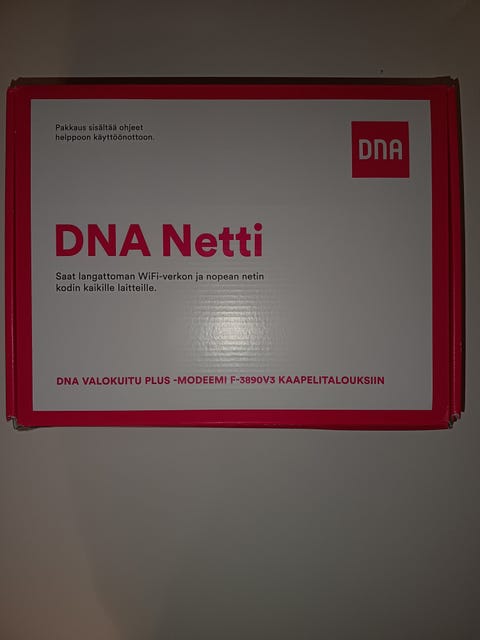 Pakkaus sisältää ohjeet
helppoon käyttöönottoon.
DNA
DNA Netti
Saat langattoman WiFi-verkon ja nopean netin
kodin kaikille laitteille.
DNA VALOKUITU PLUS -MODEEMI F-3890V3 KAAPELITALOUKSIIN